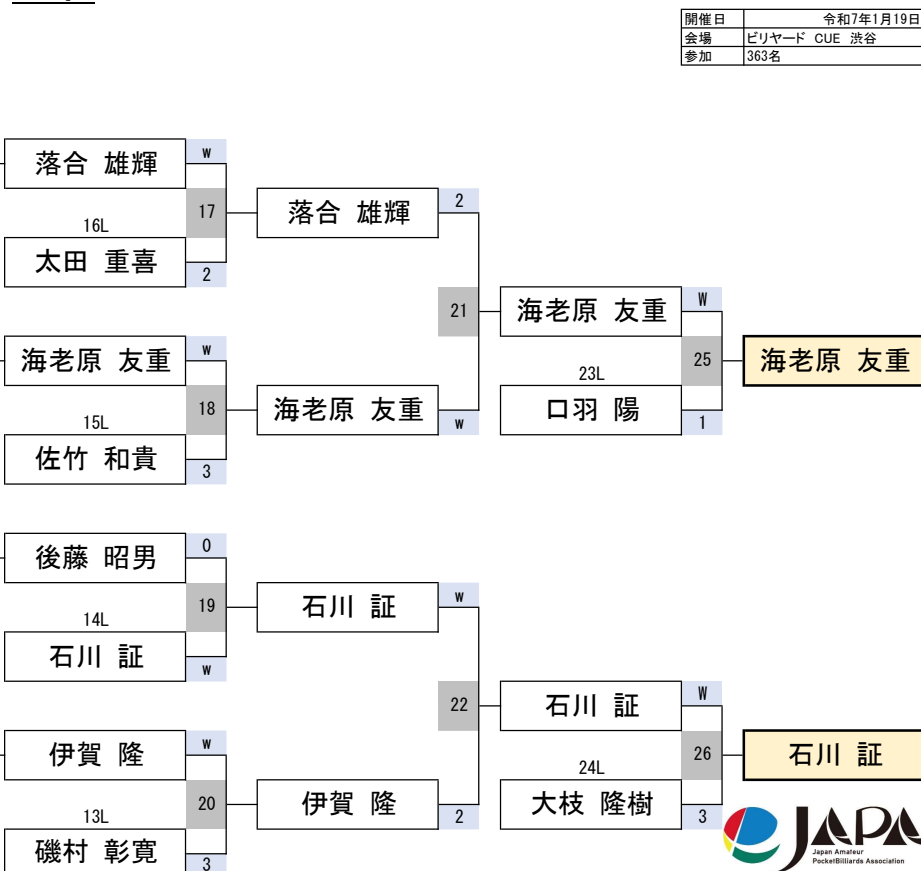 開催日 令和7年1月19日
会場 ビリヤード CUE 渋谷
参加 363名
落合 雄輝 W
17
16L
太田 重喜 2
落合 雄輝 2
海老原 友重 W
18
15L
佐竹 和貴 3
海老原 友重 W
21
海老原 友重 W
25
23L
口羽 陽 1
海老原 友重
後藤 昭男 0
19
14L
石川 証 W
石川 証 W
伊賀 隆 W
20
13L
磯村 彰寛 3
伊賀 隆 2
22
石川 証 W
26
24L
大枝 隆樹 3
石川 証
JAPA
Japan Amateur
PocketBilliards Association